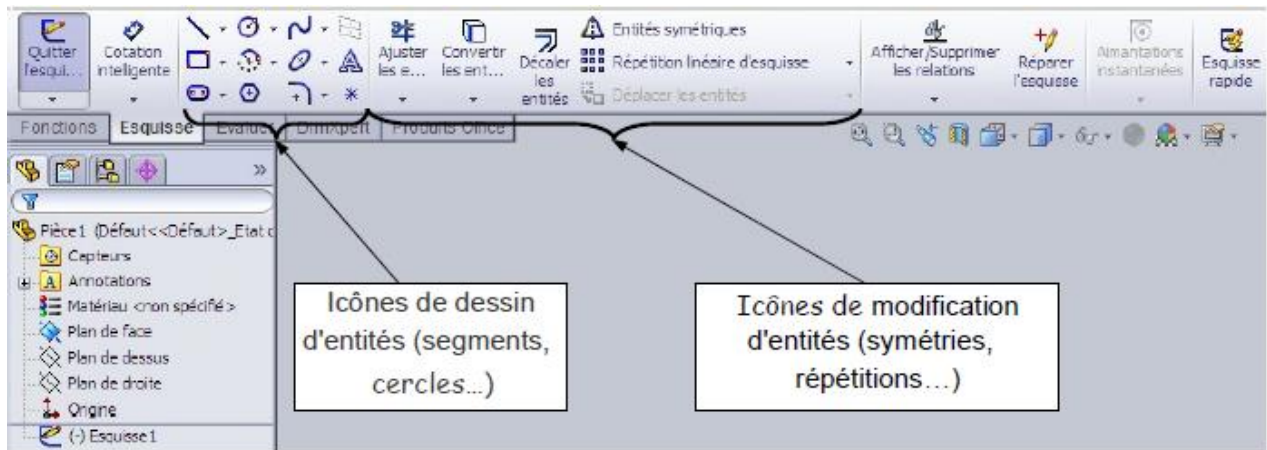 Quitter
l'esqui...
Cotation
intelligente
Ajuster
les e...
Convertir
les ent...
Décaler
les
entités
Entités symétriques
Répétition linéaire d'esquisse
Déplacer les entités
Afficher/Supprimer
les relations
Réparer
l'esquisse
Aimantations
instantanées
Esquisse
rapide
Fonctions Esquisse Evaluer DimXpert Produits Office
Pièce1 (Défaut<<Défaut>_Etat d
Capteurs
Annotations
Matériau <non spécifié>
Plan de face
Plan de dessus
Plan de droite
Origine
(-) Esquisse1
Icônes de dessin
d'entités (segments,
cercles...)
Icônes de modification
d'entités (symétries,
répétitions...)